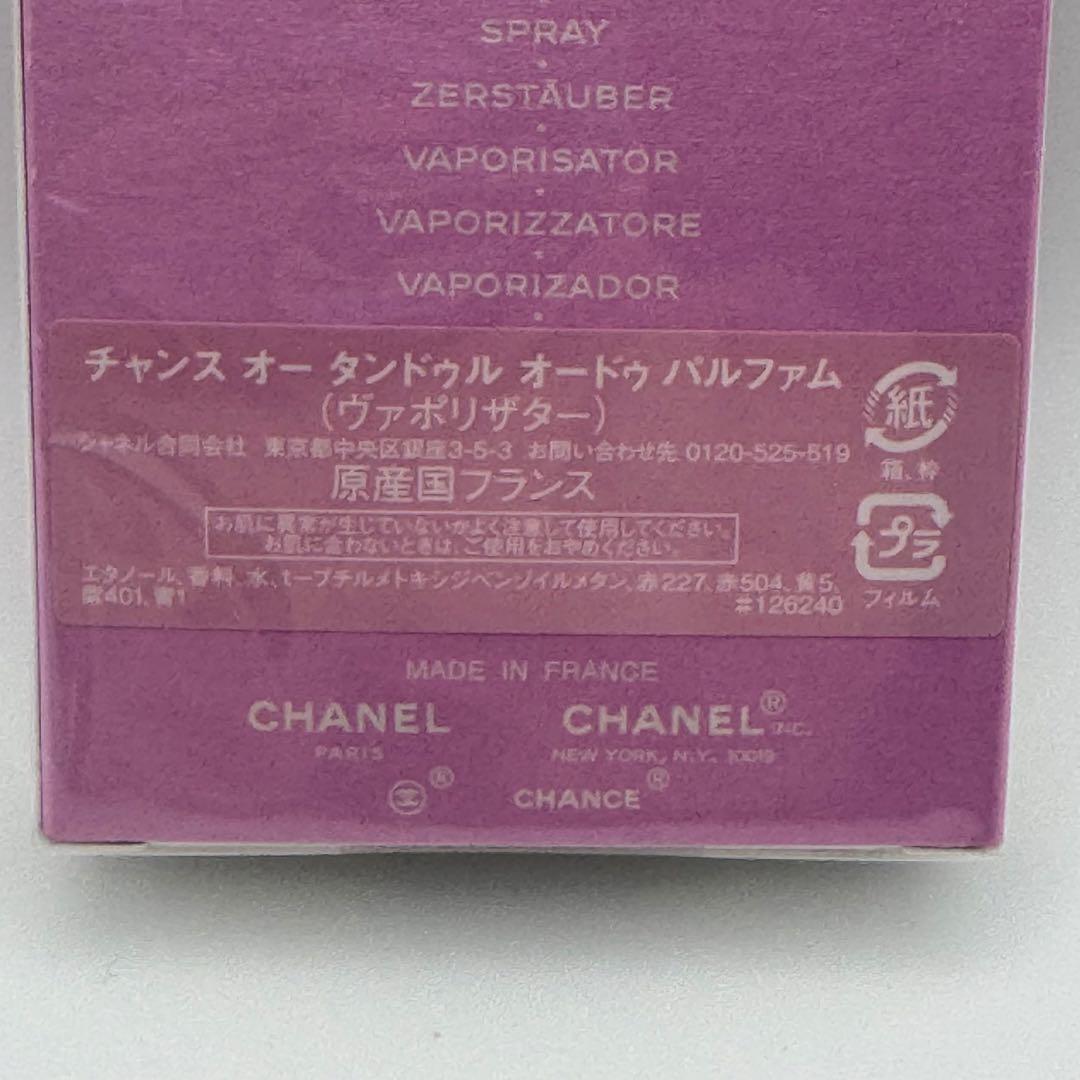 SPRAY
ZERSTÄUBER
VAPORISATOR
VAPORIZZATORE
VAPORIZADOR
チャンス オー タンドゥル オードゥ パルファム
(ヴァポリザター)
シャネル合同会社 東京都中央区銀座3-5-3 お問い合わせ先 0120-525-519
原産国フランス
お肌に異常が生じていないかよく注意して使用してください。
お肌に合わないときは、ご使用をおやめください。
エタノール、香料、水、t-ブチルメトキシジベンゾイルメタン、赤227、赤504、黄5、
紫401、青1
#126240
紙
箱、枠
プラ
フィルム
MADE IN FRANCE
CHANEL
PARIS
CHANEL® INC.
NEW YORK, N.Y. 10019
®
CHANCE®